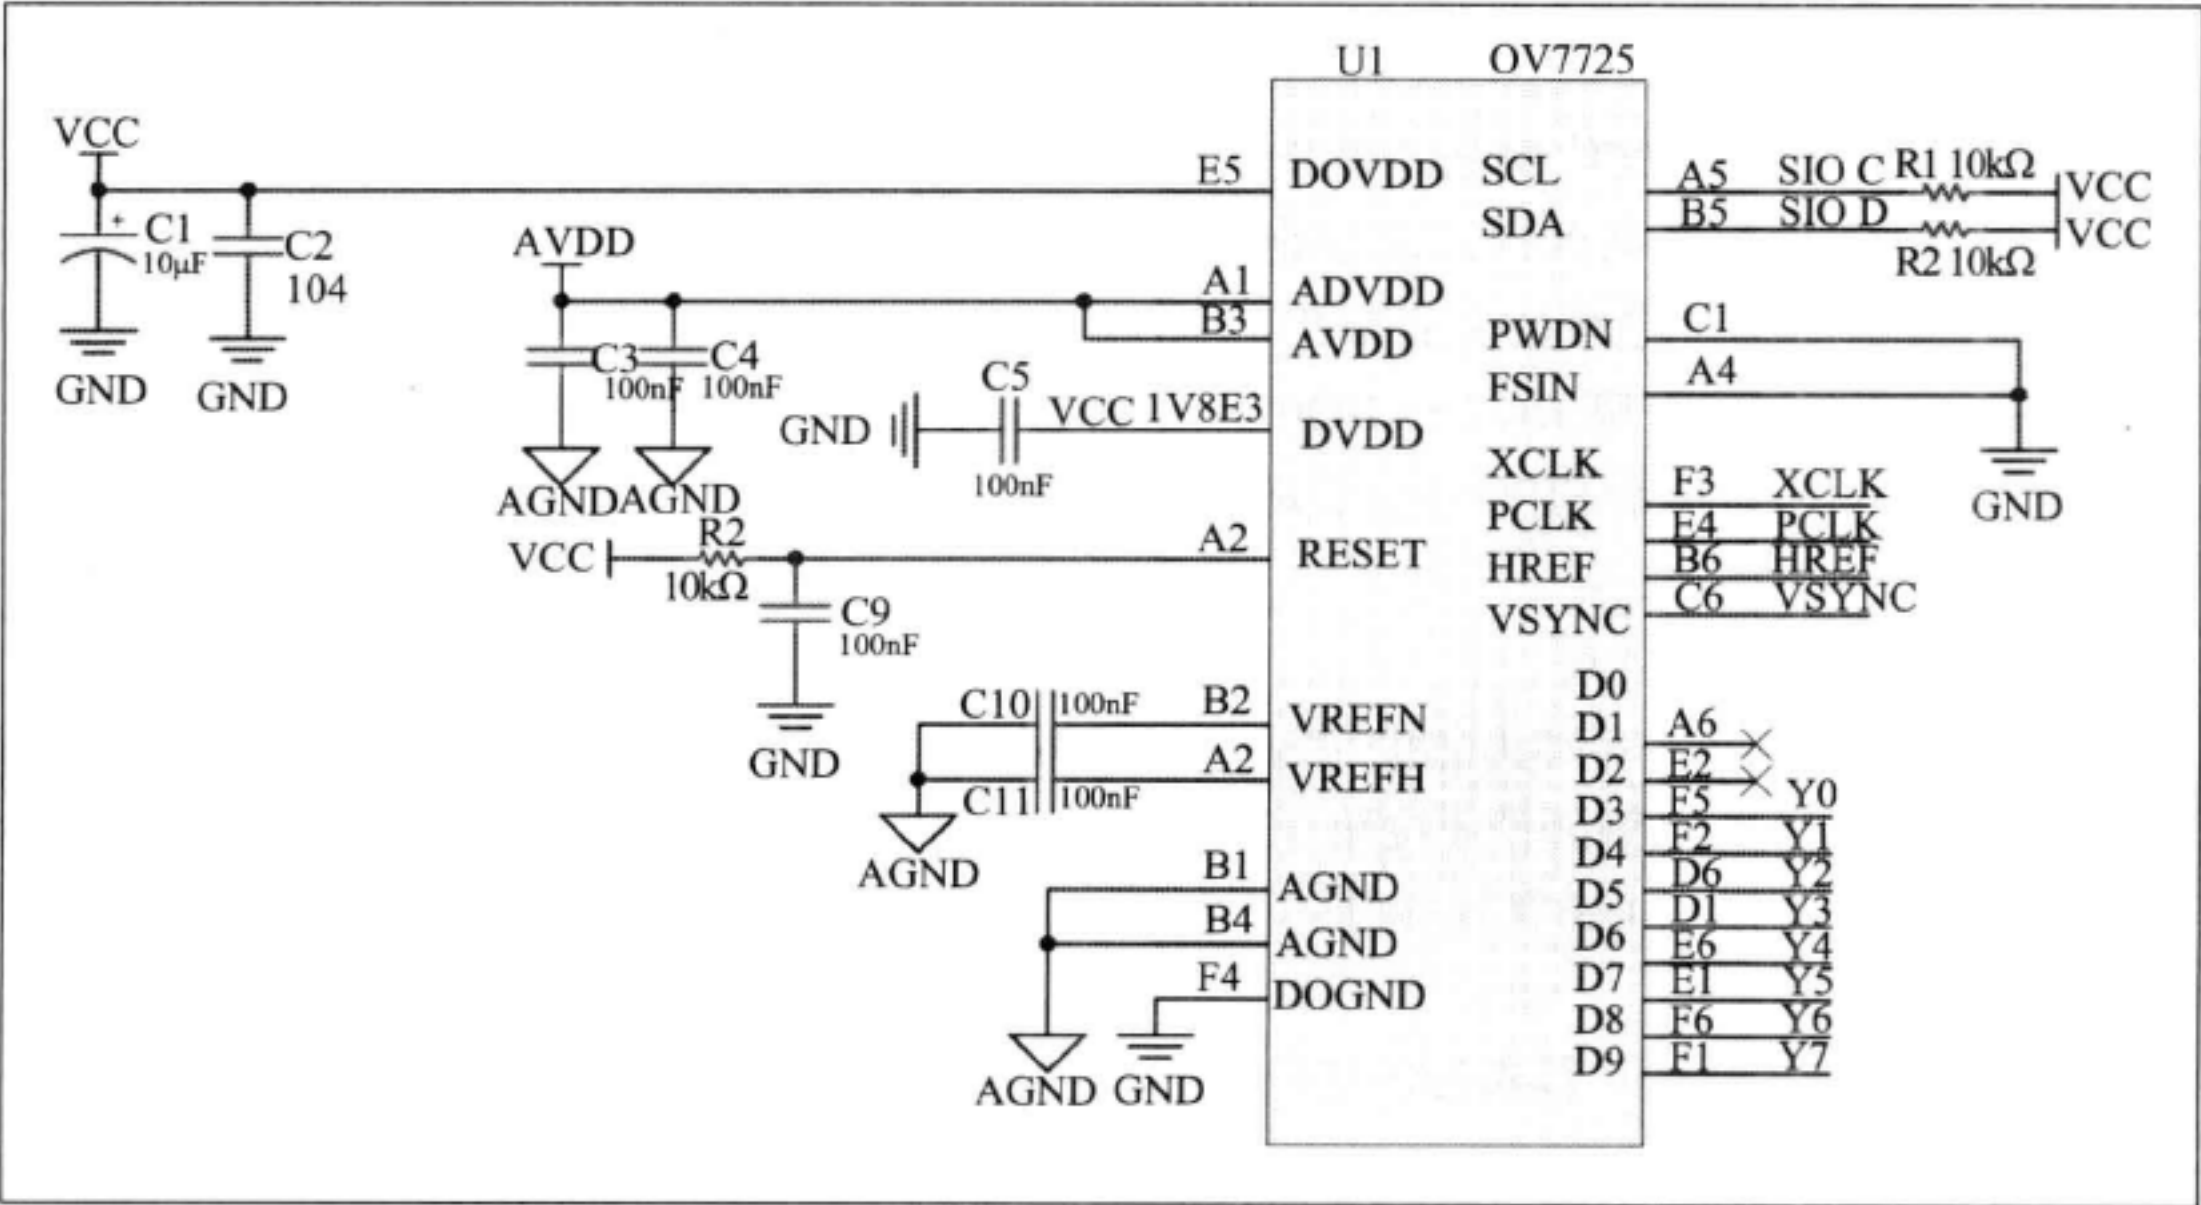 U1 OV7725
VCC
C1
10μF
C2
104
GND
GND
AVDD
C3
100nF
C4
100nF
AGND AGND
GND
C5
100nF
VCC 1V8E3
VCC
R2
10kΩ
C9
100nF
GND
C10 100nF
C11 100nF
AGND
AGND GND
E5 DOVDD
A1 ADVDD
B3 AVDD
DVDD
A2 RESET
B2 VREFN
A2 VREFH
B1 AGND
B4 AGND
F4 DOGND
SCL A5 SIO C R1 10kΩ VCC
SDA B5 SIO D VCC
R2 10kΩ
PWDN C1
FSIN A4
GND
XCLK F3 XCLK
PCLK E4 PCLK
HREF B6 HREF
VSYNC C6 VSYNC
D0
D1 A6
D2 E2
D3 F5 Y0
D4 F2 Y1
D5 D6 Y2
D6 D1 Y3
D7 E6 Y4
D8 E1 Y5
D9 F6 Y6
F1 Y7